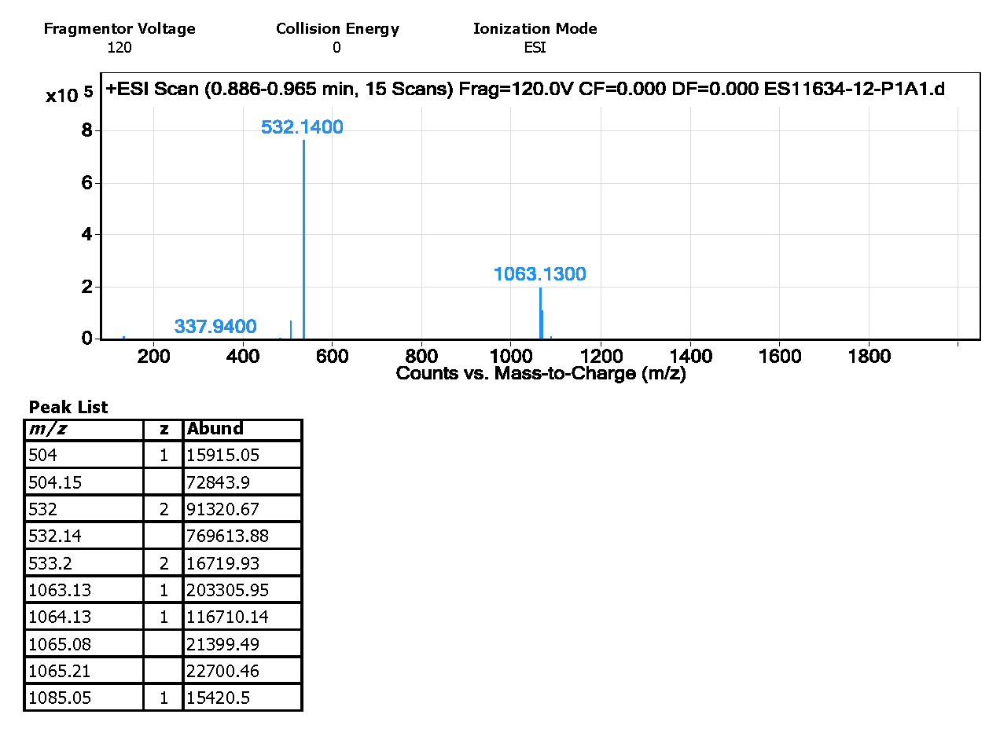 Fragmentor Voltage Collision Energy Ionization Mode
120 0 ESI
x10 5 +ESI Scan (0.886-0.965 min, 15 Scans) Frag=120.0V CF=0.000 DF=0.000 ES11634-12-P1A1.d
532.1400
8
6
4
1063.1300
2
337.9400
0
200 400 600 800 1000 1200 1400 1600 1800
Counts vs. Mass-to-Charge (m/z)
Peak List
m/z z Abund
504 1 15915.05
504.15 72843.9
532 2 91320.67
532.14 769613.88
533.2 2 16719.93
1063.13 1 203305.95
1064.13 1 116710.14
1065.08 21399.49
1065.21 22700.46
1085.05 1 15420.5